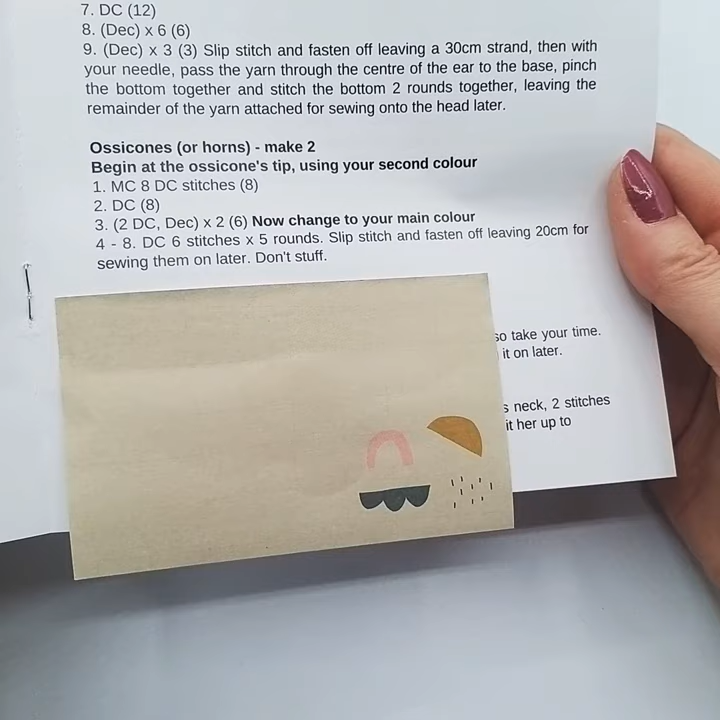 7. DC (12)
8. (Dec) x 6 (6)
9. (Dec) x 3 (3) Slip stitch and fasten off leaving a 30cm strand, then with
your needle, pass the yarn through the centre of the ear to the base, pinch
the bottom together and stitch the bottom 2 rounds together, leaving the
remainder of the yarn attached for sewing onto the head later.
Ossicones (or horns) - make 2
Begin at the ossicone's tip, using your second colour
1. MC 8 DC stitches (8)
2. DC (8)
3. (2 DC, Dec) x 2 (6) Now change to your main colour
4 - 8. DC 6 stitches x 5 rounds. Slip stitch and fasten off leaving 20cm for
sewing them on later. Don't stuff.
so take your time.
it on later.
s neck, 2 stitches
it her up to